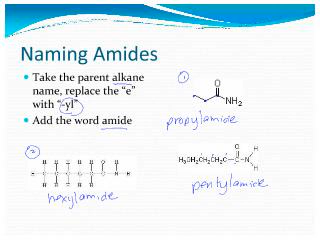 Naming Amides
Take the parent alkane
name, replace the “e”
with “-yl”
Add the word amide
①
O
NH₂
propylamide
②
hexylamide
O
H
C
N
H
pentylamide